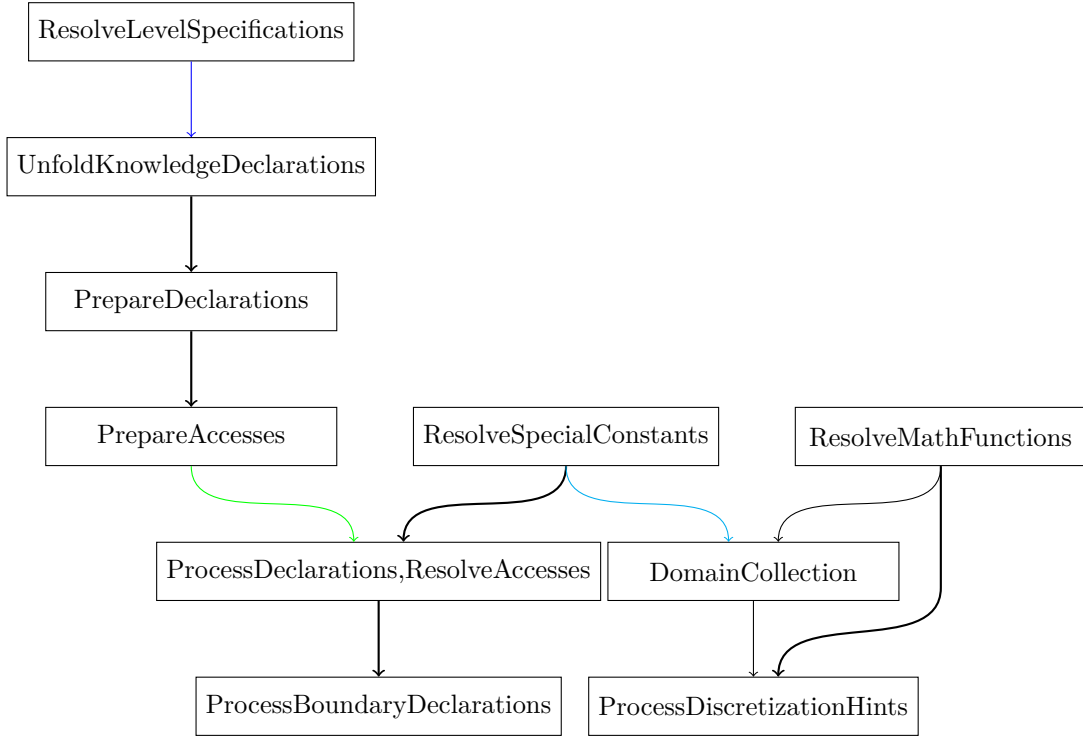 ResolveLevelSpecifications
UnfoldKnowledgeDeclarations
PrepareDeclarations
PrepareAccesses
ResolveSpecialConstants
ResolveMathFunctions
ProcessDeclarations,ResolveAccesses
DomainCollection
ProcessBoundaryDeclarations
ProcessDiscretizationHints